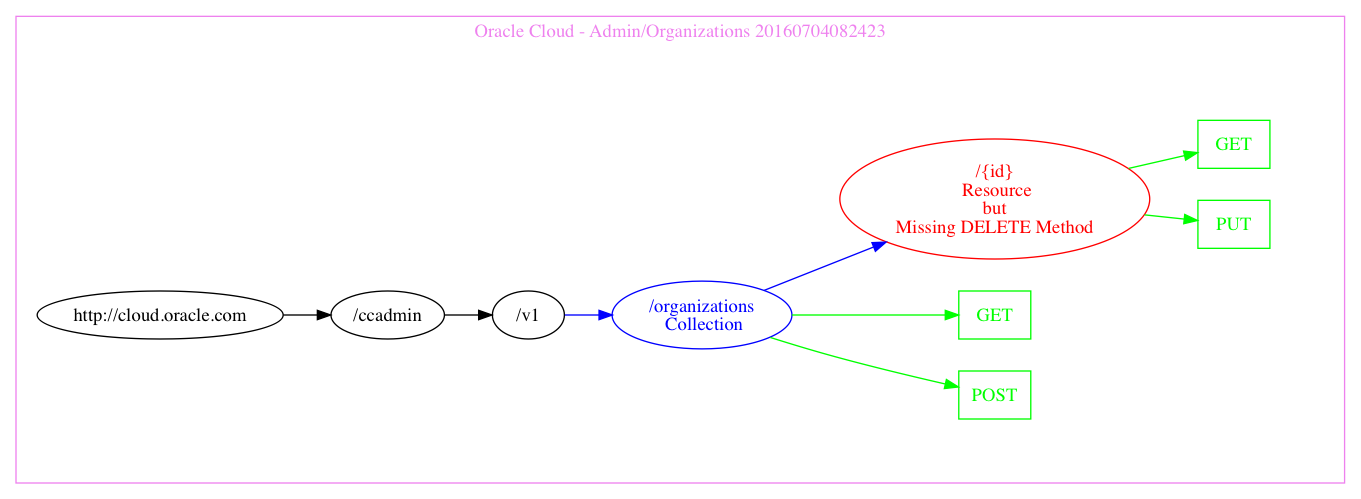 Oracle Cloud - Admin/Organizations 20160704082423
http://cloud.oracle.com
/ccadmin
/v1
/organizations
Collection
/{id}
Resource
but
Missing DELETE Method
GET
PUT
GET
POST